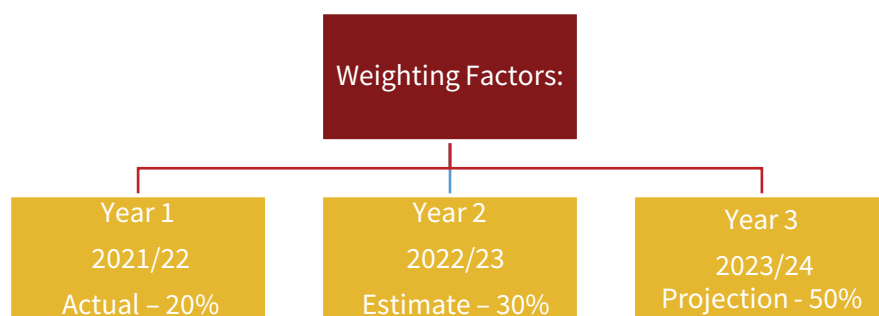 Weighting Factors:
Year 1
2021/22
Actual – 20%
Year 2
2022/23
Estimate – 30%
Year 3
2023/24
Projection - 50%